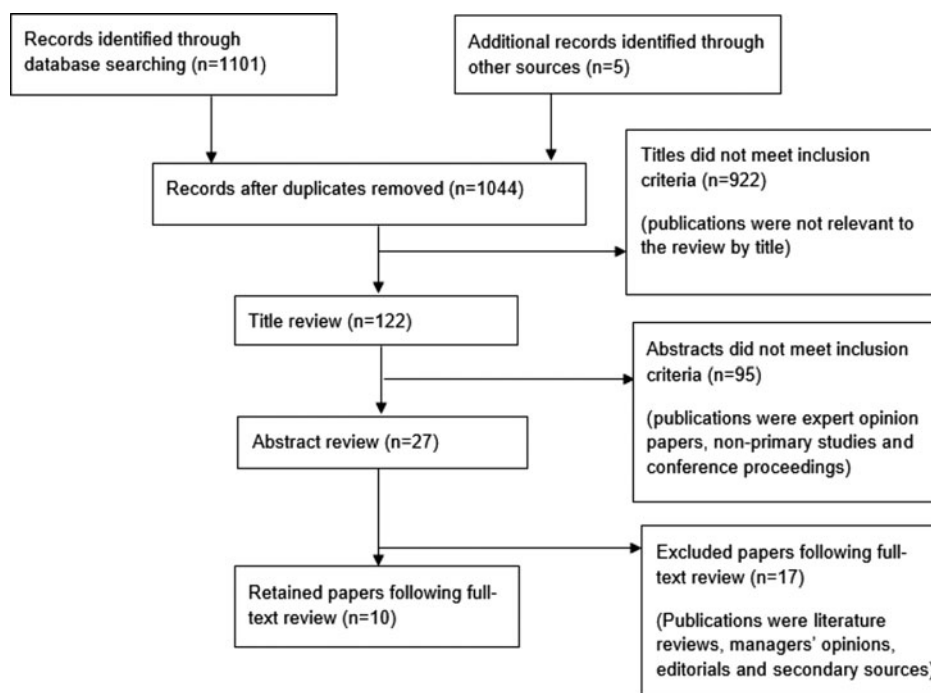 Records identified through
database searching (n=1101)
Additional records identified through
other sources (n=5)
Records after duplicates removed (n=1044)
Titles did not meet inclusion
criteria (n=922)
(publications were not relevant to
the review by title)
Title review (n=122)
Abstracts did not meet inclusion
criteria (n=95)
(publications were expert opinion
papers, non-primary studies and
conference proceedings)
Abstract review (n=27)
Excluded papers following full-
text review (n=17)
(Publications were literature
reviews, managers' opinions,
editorials and secondary sources)
Retained papers following full-
text review (n=10)